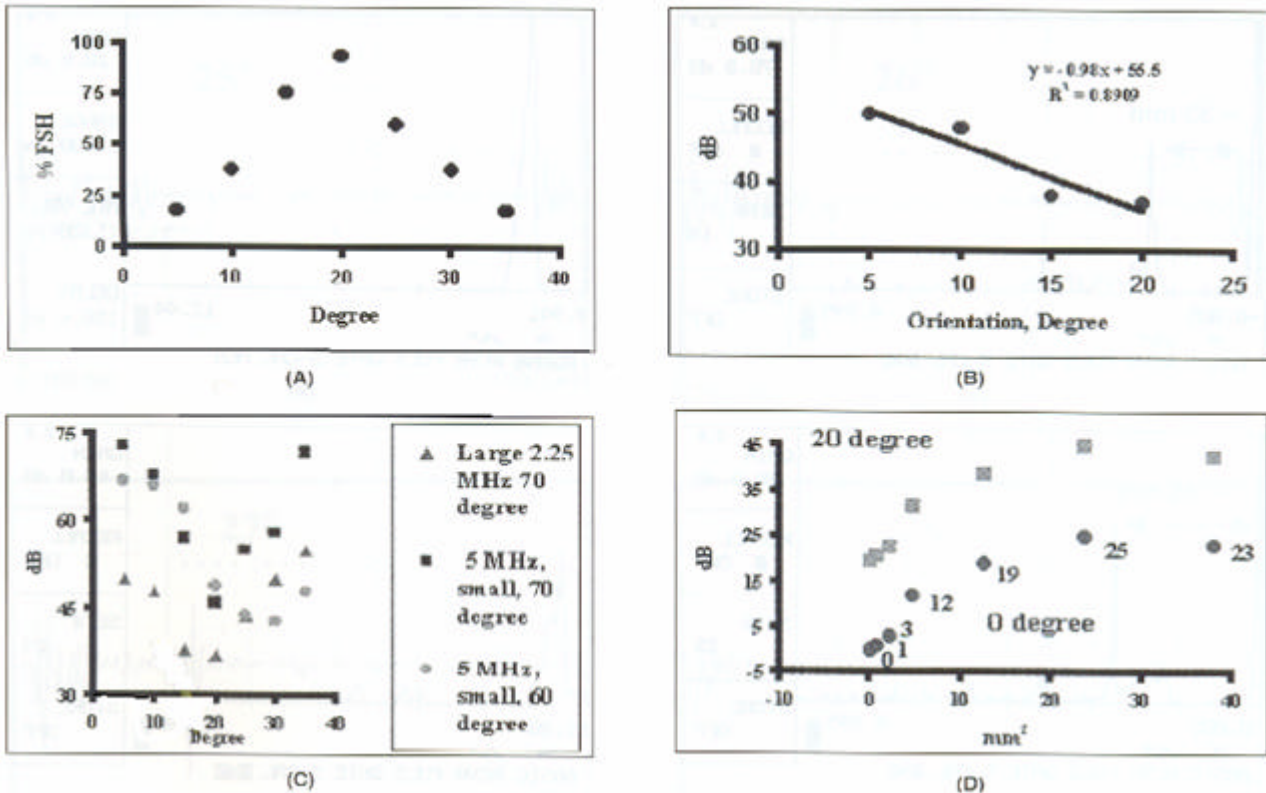 100
75
50
25
0
% FSH
0 10 20 30 40
Degree
(A)
60
50
40
30
dB
y = -0.98x + 55.5
R² = 0.8909
0 5 10 15 20 25
Orientation, Degree
(B)
75
60
45
30
dB
0 10 20 30 40
Degree
Large 2.25
MHz 70
degree
5 MHz,
small, 70
degree
5 MHz,
small, 60
degree
(C)
20 degree
45
35
25
15
5
-5
dB
25
23
19
12
0 degree
3
1
0
-10 0 10 20 30 40
mm²
(D)